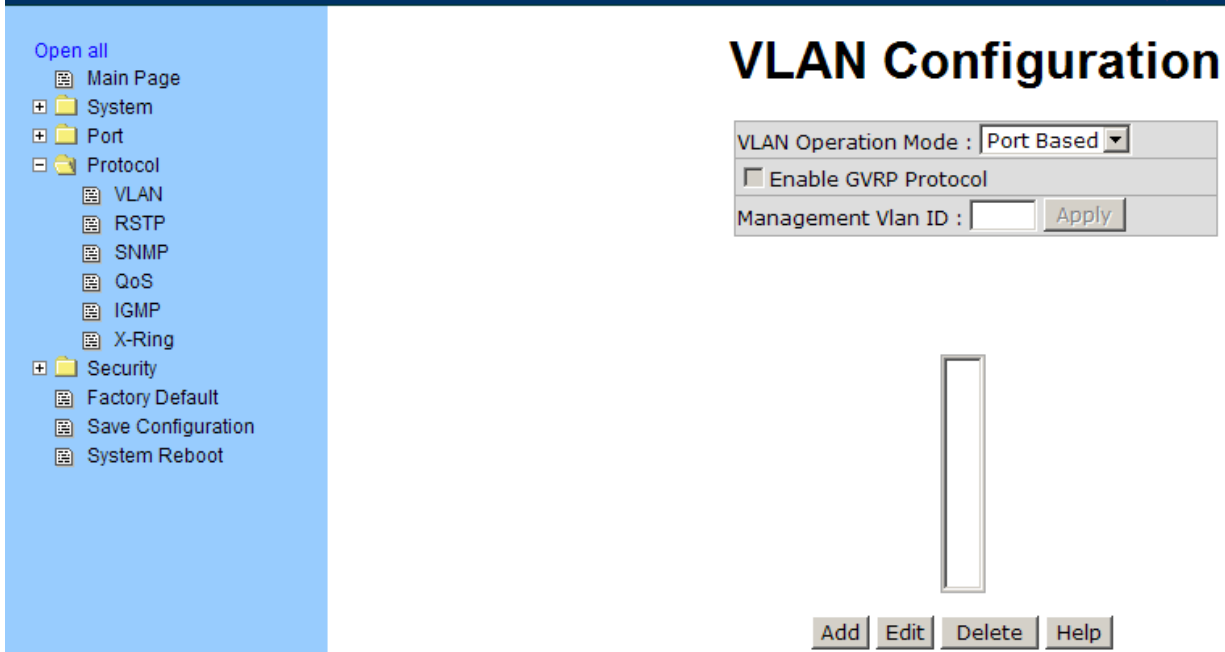 Open all
Main Page
System
Port
Protocol
VLAN
RSTP
SNMP
QoS
IGMP
X-Ring
Security
Factory Default
Save Configuration
System Reboot
VLAN Configuration
VLAN Operation Mode : Port Based
Enable GVRP Protocol
Management Vlan ID : Apply
Add Edit Delete Help